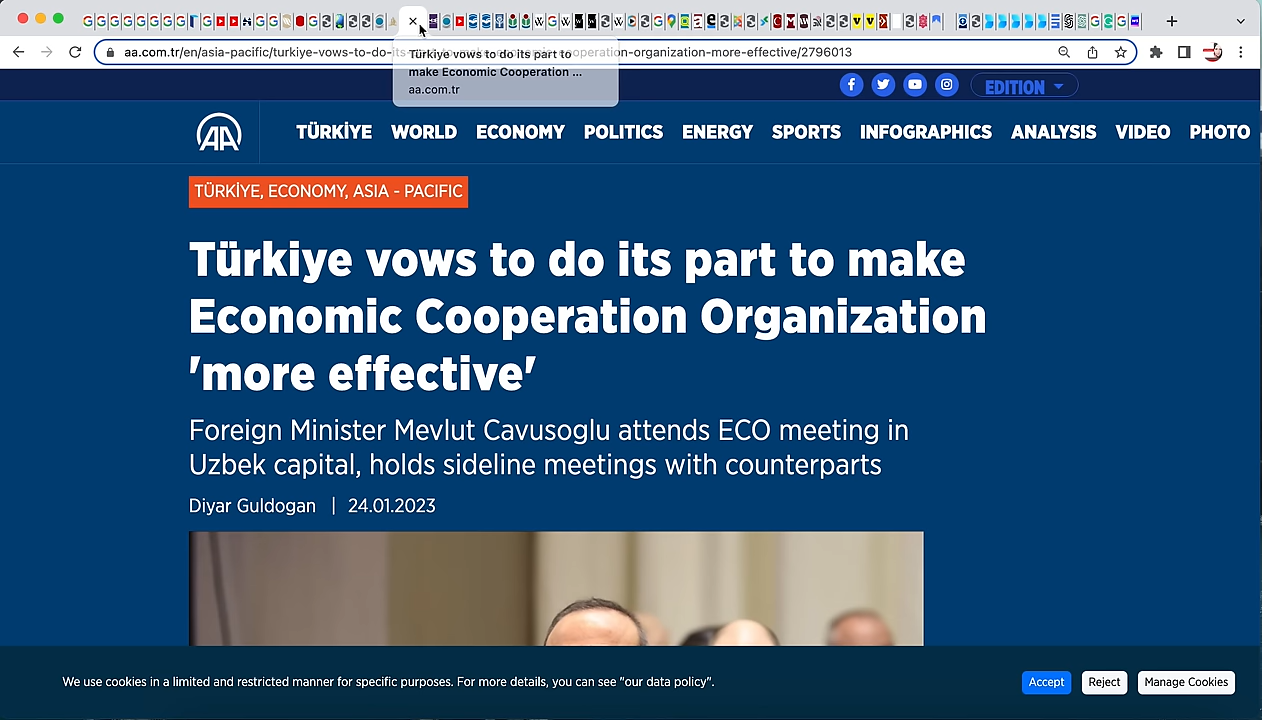 aa.com.tr/en/asia-pacific/turkiye-vows-to-do-its-part-to-make-economic-cooperation-organization-more-effective/2796013
Türkiye vows to do its part to
make Economic Cooperation ...
aa.com.tr
EDITION
AA
TÜRKİYE WORLD ECONOMY POLITICS ENERGY SPORTS INFOGRAPHICS ANALYSIS VIDEO PHOTO
TÜRKİYE, ECONOMY, ASIA - PACIFIC
Türkiye vows to do its part to make
Economic Cooperation Organization
'more effective'
Foreign Minister Mevlut Cavusoglu attends ECO meeting in
Uzbek capital, holds sideline meetings with counterparts
Diyar Guldogan | 24.01.2023
We use cookies in a limited and restricted manner for specific purposes. For more details, you can see "our data policy".
Accept Reject Manage Cookies